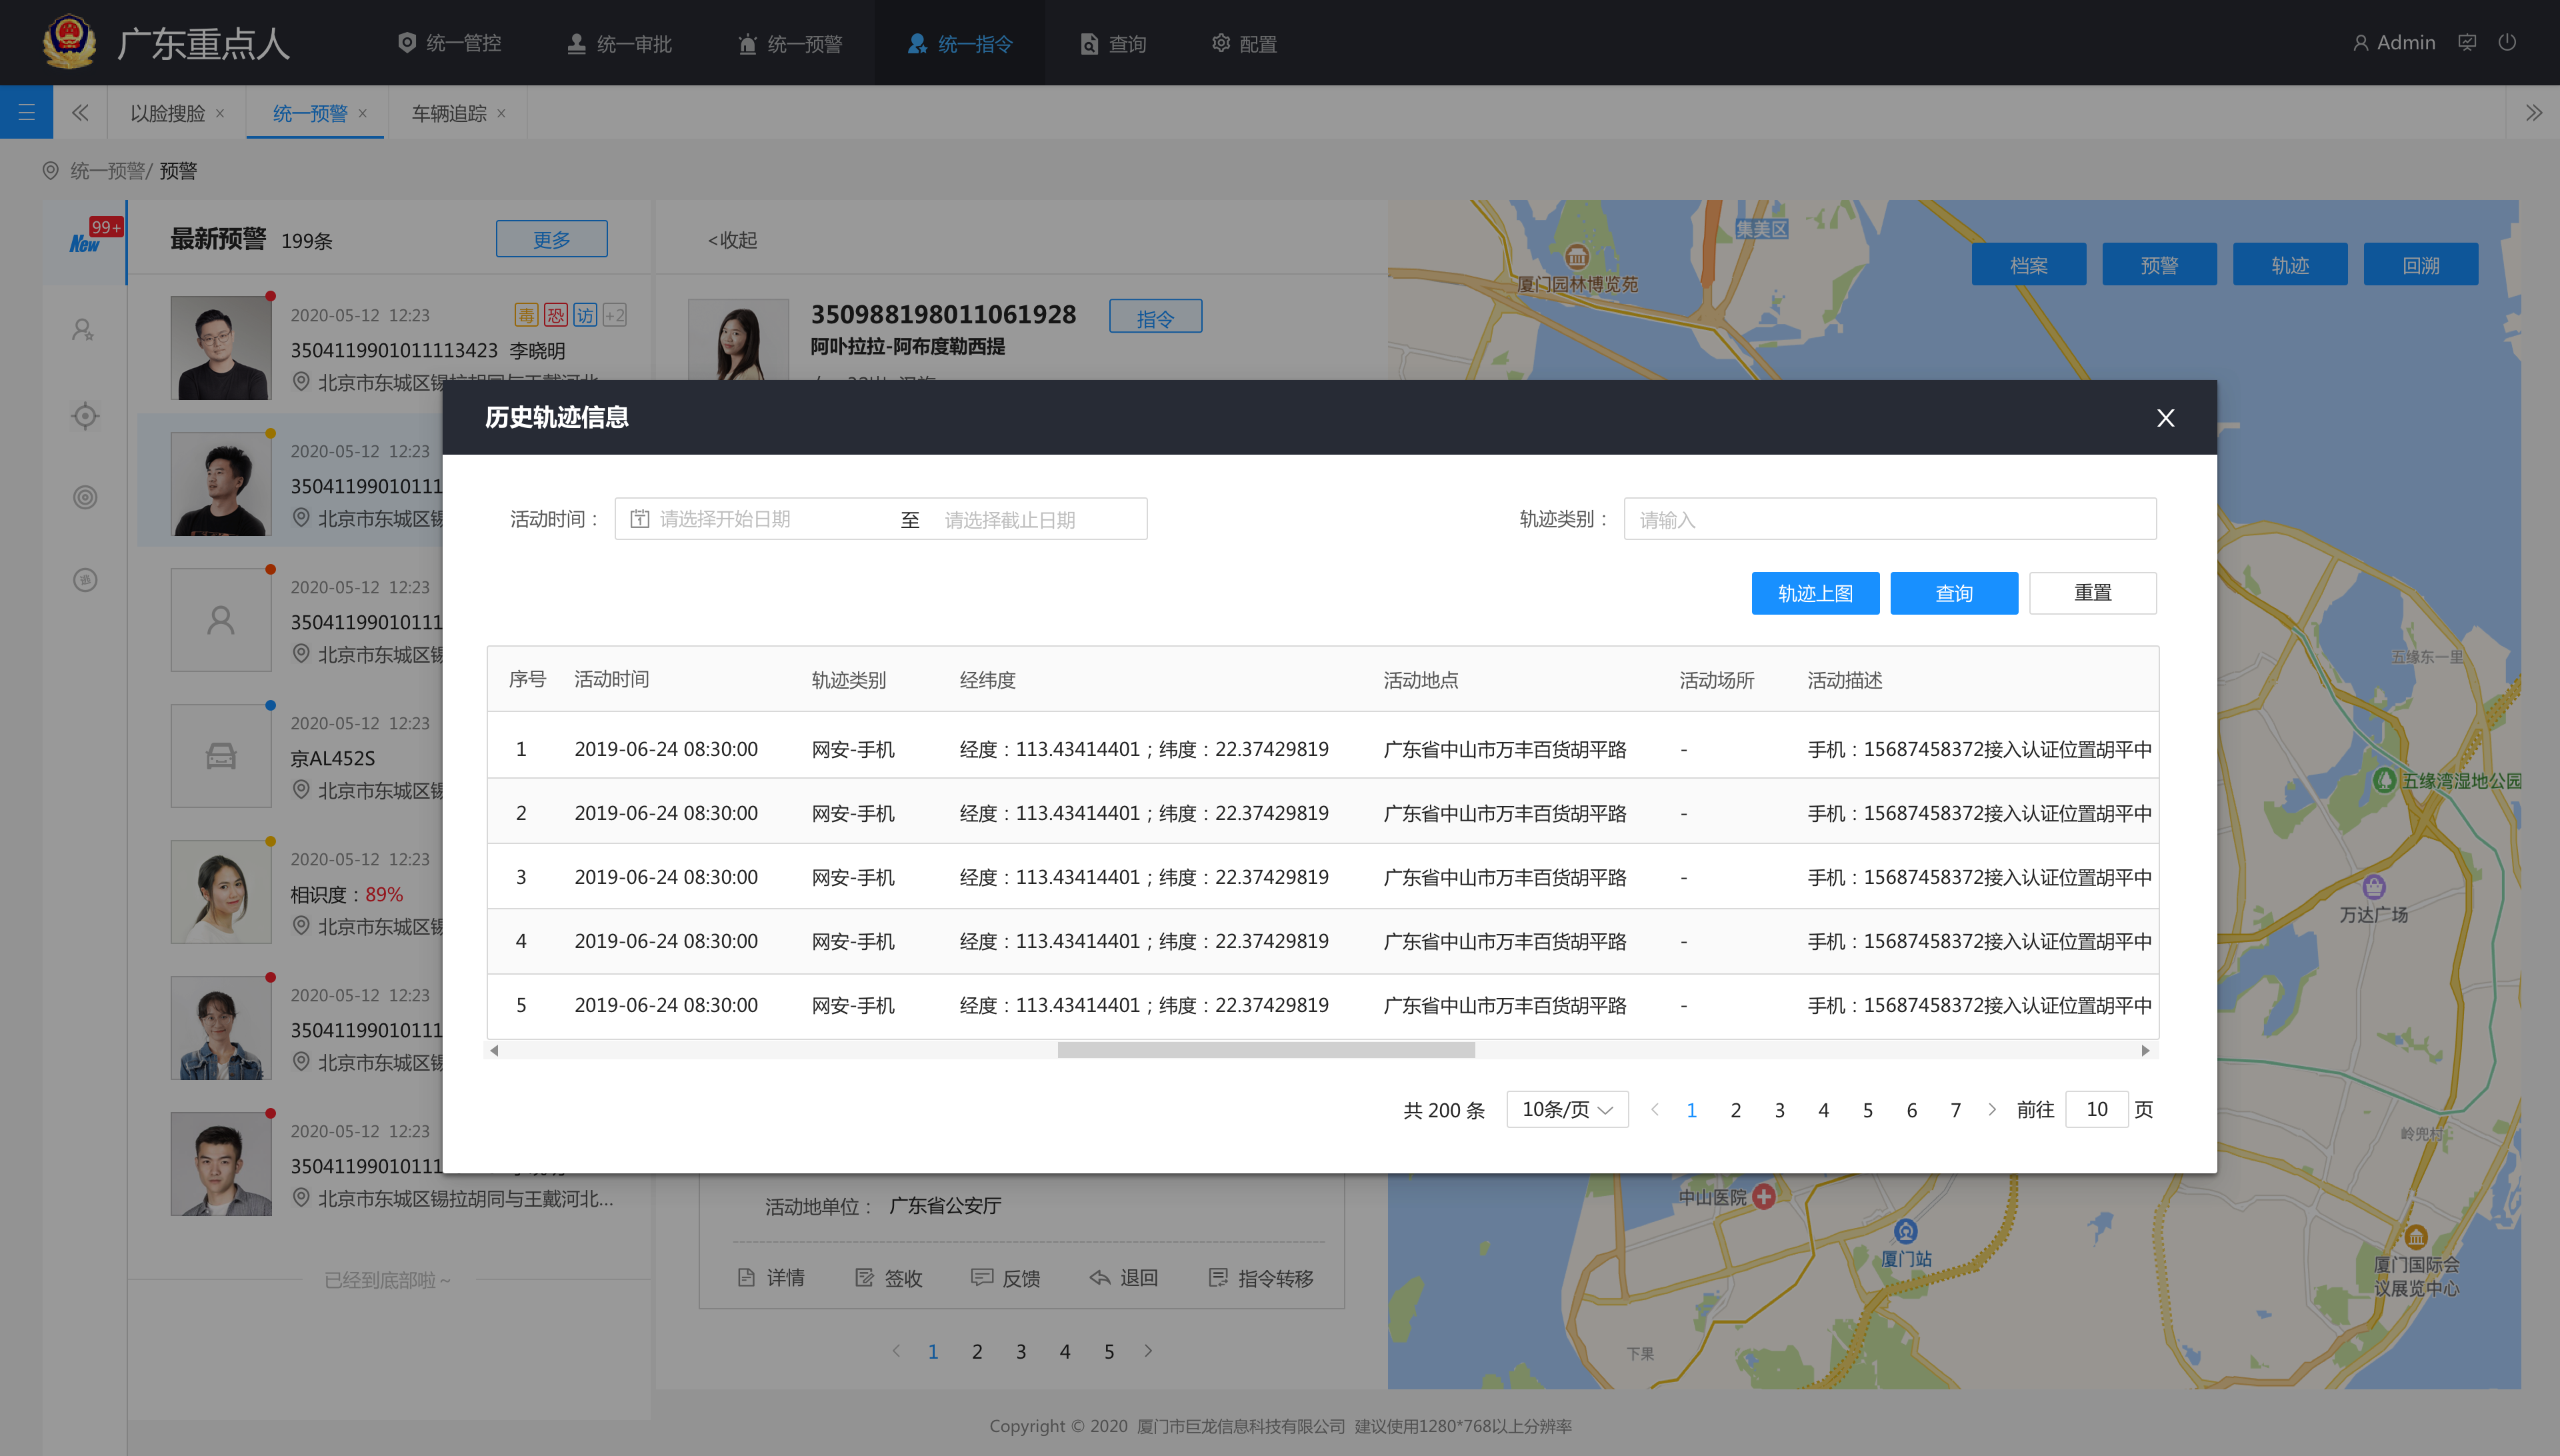 广东重点人
统一管控
统一审批
统一预警
统一指令
查询
配置
Admin
以脸搜脸 ×
统一预警 ×
车辆追踪 ×
统一预警/ 预警
99+
New
最新预警 199条
更多
2020-05-12 12:23
毒 恐 访 +2
3504119901011113423 李晓明
北京市东城区锡拉胡同与王戴河北
2020-05-12 12:23
35041199010111
北京市东城区锡
2020-05-12 12:23
35041199010111
北京市东城区锡
2020-05-12 12:23
京AL452S
北京市东城区锡
2020-05-12 12:23
相识度：89%
北京市东城区锡
2020-05-12 12:23
35041199010111
北京市东城区锡
2020-05-12 12:23
35041199010111
北京市东城区锡拉胡同与王戴河北...
已经到底部啦～
逃
<收起
350988198011061928
指令
阿卟拉拉-阿布度勒西提
集美区
厦门园林博览苑
档案
预警
轨迹
回溯
历史轨迹信息
X
活动时间： 请选择开始日期 至 请选择截止日期
轨迹类别： 请输入
轨迹上图
查询
重置
序号 活动时间 轨迹类别 经纬度 活动地点 活动场所 活动描述
1 2019-06-24 08:30:00 网安-手机 经度：113.43414401；纬度：22.37429819 广东省中山市万丰百货胡平路 - 手机：15687458372接入认证位置胡平中
2 2019-06-24 08:30:00 网安-手机 经度：113.43414401；纬度：22.37429819 广东省中山市万丰百货胡平路 - 手机：15687458372接入认证位置胡平中
3 2019-06-24 08:30:00 网安-手机 经度：113.43414401；纬度：22.37429819 广东省中山市万丰百货胡平路 - 手机：15687458372接入认证位置胡平中
4 2019-06-24 08:30:00 网安-手机 经度：113.43414401；纬度：22.37429819 广东省中山市万丰百货胡平路 - 手机：15687458372接入认证位置胡平中
5 2019-06-24 08:30:00 网安-手机 经度：113.43414401；纬度：22.37429819 广东省中山市万丰百货胡平路 - 手机：15687458372接入认证位置胡平中
共 200 条 10条/页 < 1 2 3 4 5 6 7 > 前往 10 页
五缘东一里
五缘湾湿地公园
万达广场
岭兜村
中山医院
厦门站
厦门国际会
议展览中心
下果
活动地单位： 广东省公安厅
详情
签收
反馈
退回
指令转移
< 1 2 3 4 5 >
Copyright © 2020 厦门市巨龙信息科技有限公司 建议使用1280*768以上分辨率